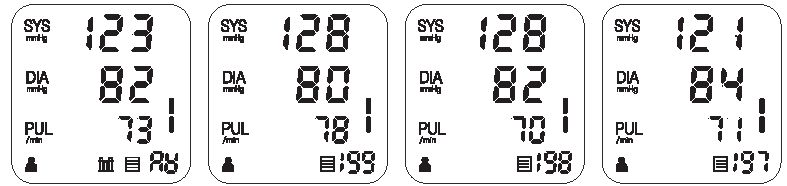 SYS mmHg 123
DIA mmHg 82
PUL /min 73
AV
SYS mmHg 128
DIA mmHg 80
PUL /min 78
199
SYS mmHg 128
DIA mmHg 82
PUL /min 70
198
SYS mmHg 121
DIA mmHg 84
PUL /min 71
197